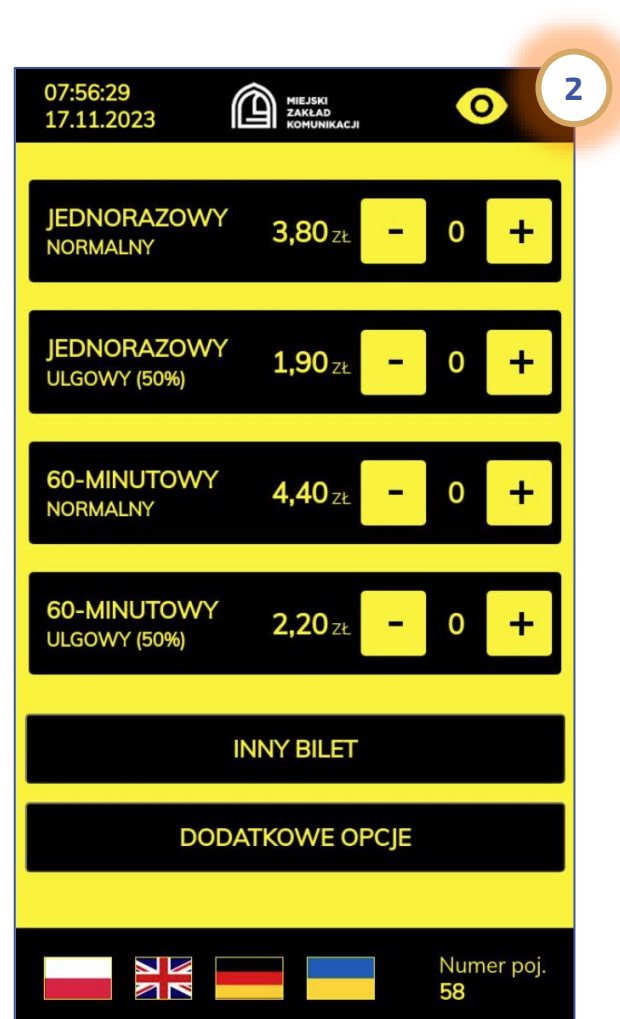 2
07:56:29
17.11.2023
MIEJSKI
ZAKŁAD
KOMUNIKACJI
JEDNORAZOWY
NORMALNY
3,80 ZŁ
-
0
+
JEDNORAZOWY
ULGOWY (50%)
1,90 ZŁ
-
0
+
60-MINUTOWY
NORMALNY
4,40 ZŁ
-
0
+
60-MINUTOWY
ULGOWY (50%)
2,20 ZŁ
-
0
+
INNY BILET
DODATKOWE OPCJE
Numer poj.
58